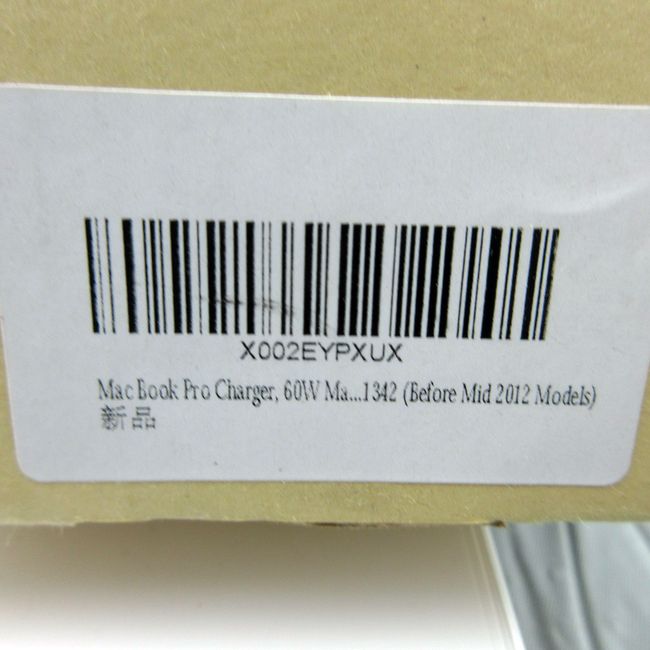 X002EYPXUX
Mac Book Pro Charger, 60W Ma...1342 (Before Mid 2012 Models)
新品